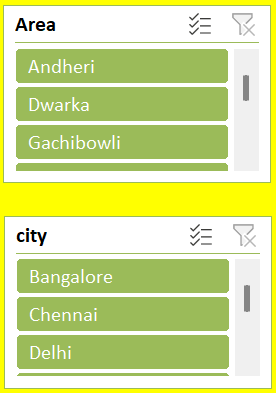 Area
Andheri
Dwarka
Gachibowli
city
Bangalore
Chennai
Delhi